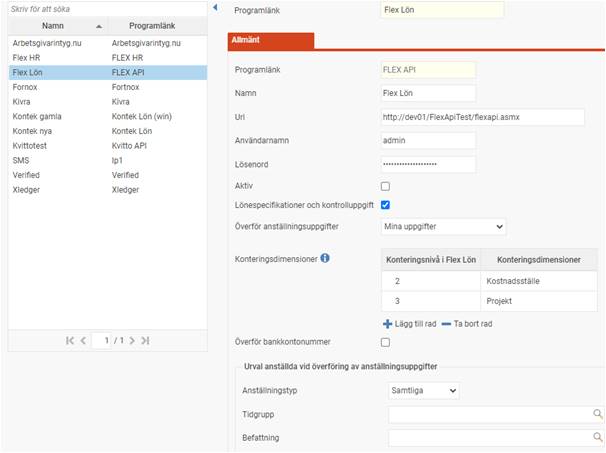 Skriv för att söka
Namn Programlänk
Arbetsgivarintyg.nu Arbetsgivarintyg.nu
Flex HR FLEX HR
Flex Lön FLEX API
Fornox Fortnox
Kivra Kivra
Kontek gamla Kontek Lön (win)
Kontek nya Kontek Lön
Kvittotest Kvitto API
SMS Ip1
Verified Verified
Xledger Xledger
1 / 1
Programlänk Flex Lön
Allmänt
Programlänk FLEX API
Namn Flex Lön
Uri http://dev01/FlexApiTest/flexapi.asmx
Användarnamn admin
Lösenord ••••••••••••••••••••
Aktiv
Lönespecifikationer och kontrolluppgift
Överför anställningsuppgifter Mina uppgifter
Konteringsdimensioner
Konteringsnivå i Flex Lön Konteringsdimensioner
2 Kostnadsställe
3 Projekt
Lägg till rad Ta bort rad
Överför bankkontonummer
Urval anställda vid överföring av anställningsuppgifter
Anställningstyp Samtliga
Tidgrupp
Befattning